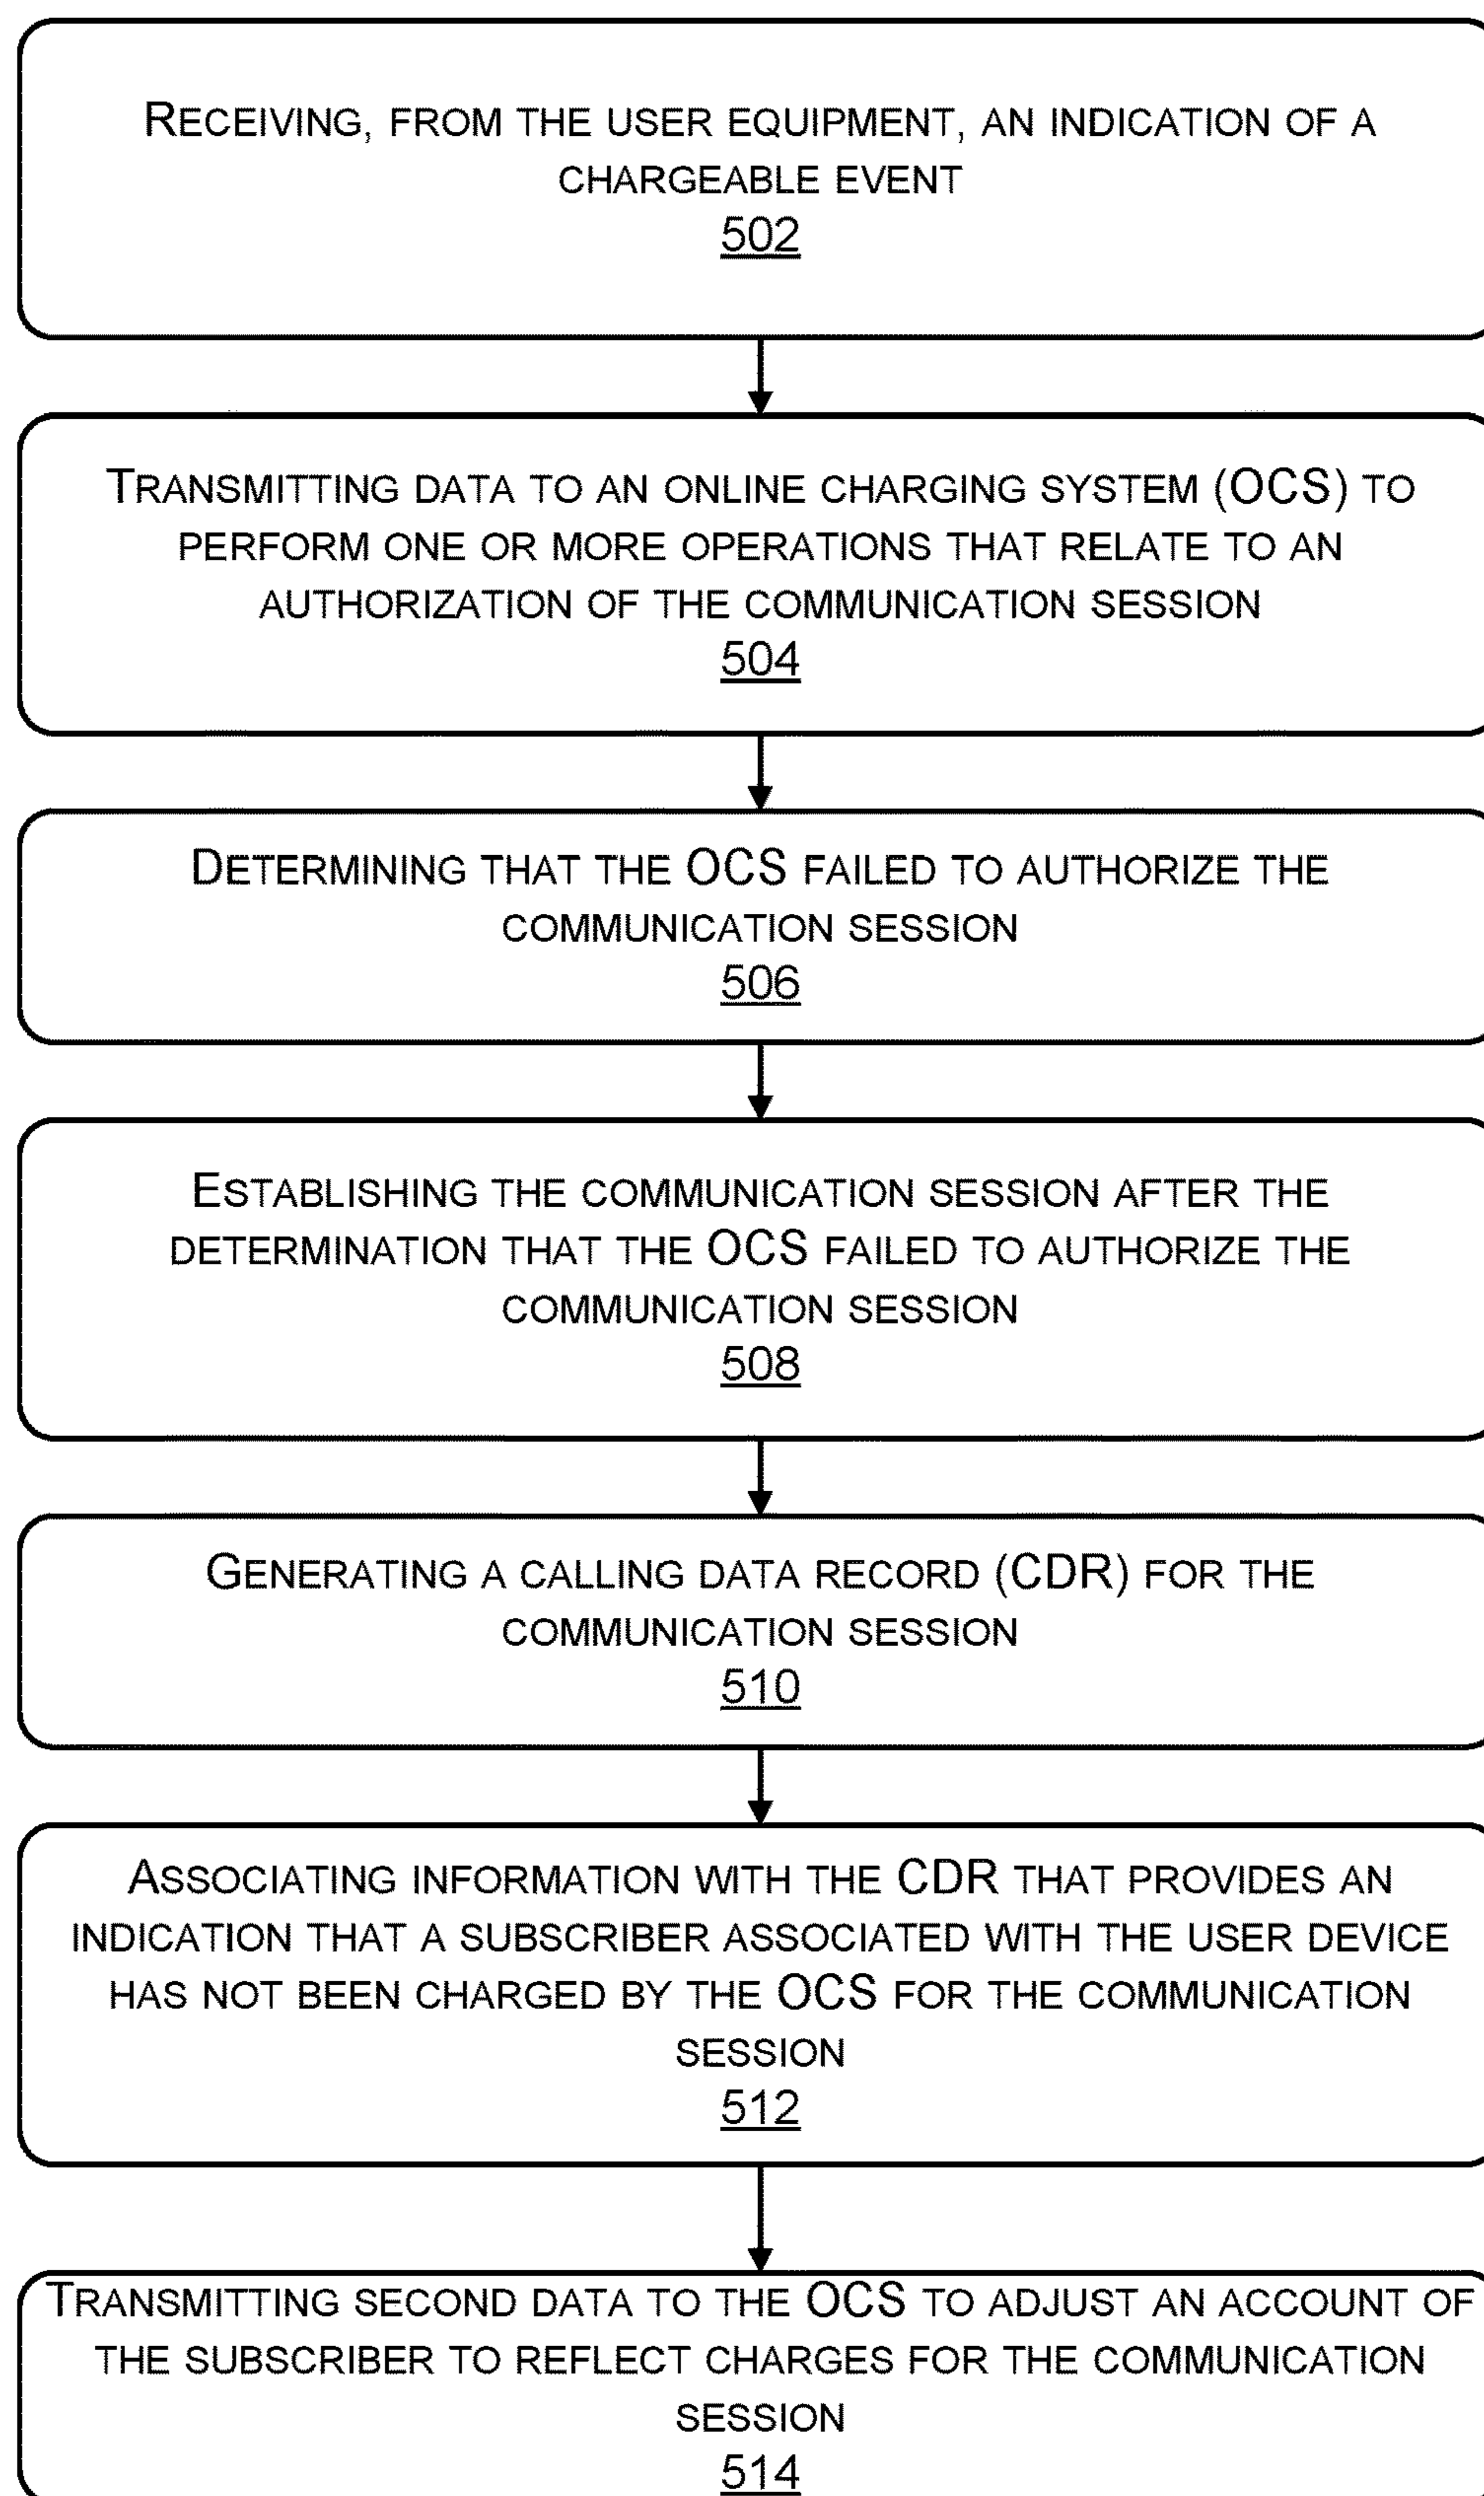 RECEIVING, FROM THE USER EQUIPMENT, AN INDICATION OF A
CHARGEABLE EVENT
502
TRANSMITTING DATA TO AN ONLINE CHARGING SYSTEM (OCS) TO
PERFORM ONE OR MORE OPERATIONS THAT RELATE TO AN
AUTHORIZATION OF THE COMMUNICATION SESSION
504
DETERMINING THAT THE OCS FAILED TO AUTHORIZE THE
COMMUNICATION SESSION
506
ESTABLISHING THE COMMUNICATION SESSION AFTER THE
DETERMINATION THAT THE OCS FAILED TO AUTHORIZE THE
COMMUNICATION SESSION
508
GENERATING A CALLING DATA RECORD (CDR) FOR THE
COMMUNICATION SESSION
510
ASSOCIATING INFORMATION WITH THE CDR THAT PROVIDES AN
INDICATION THAT A SUBSCRIBER ASSOCIATED WITH THE USER DEVICE
HAS NOT BEEN CHARGED BY THE OCS FOR THE COMMUNICATION
SESSION
512
TRANSMITTING SECOND DATA TO THE OCS TO ADJUST AN ACCOUNT OF
THE SUBSCRIBER TO REFLECT CHARGES FOR THE COMMUNICATION
SESSION
514